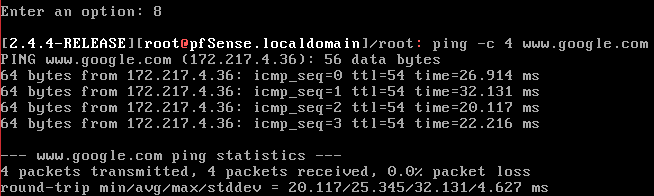 Enter an option: 8
[2.4.4-RELEASE][root@pfSense.localdomain]/root: ping -c 4 www.google.com
PING www.google.com (172.217.4.36): 56 data bytes
64 bytes from 172.217.4.36: icmp_seq=0 ttl=54 time=26.914 ms
64 bytes from 172.217.4.36: icmp_seq=1 ttl=54 time=32.131 ms
64 bytes from 172.217.4.36: icmp_seq=2 ttl=54 time=20.117 ms
64 bytes from 172.217.4.36: icmp_seq=3 ttl=54 time=22.216 ms
--- www.google.com ping statistics ---
4 packets transmitted, 4 packets received, 0.0% packet loss
round-trip min/avg/max/stddev = 20.117/25.345/32.131/4.627 ms